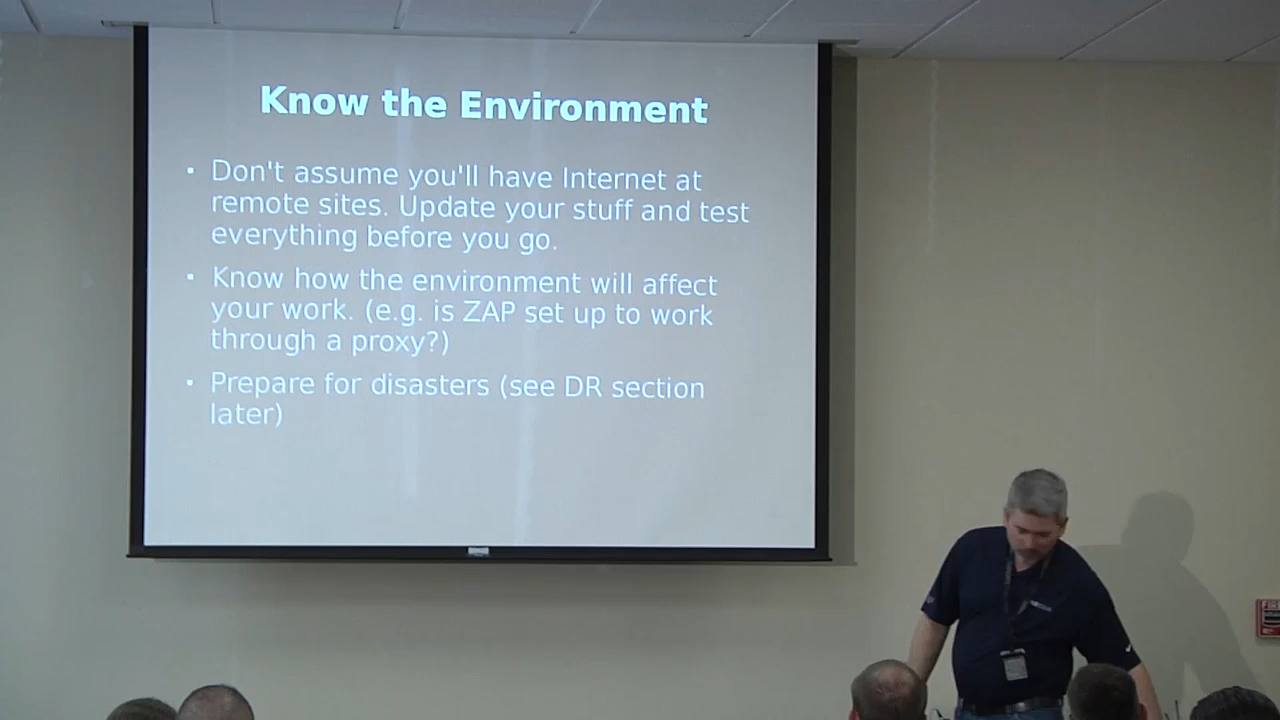 Know the Environment
Don't assume you'll have Internet at
remote sites. Update your stuff and test
everything before you go.
Know how the environment will affect
your work. (e.g. is ZAP set up to work
through a proxy?)
Prepare for disasters (see DR section
later)